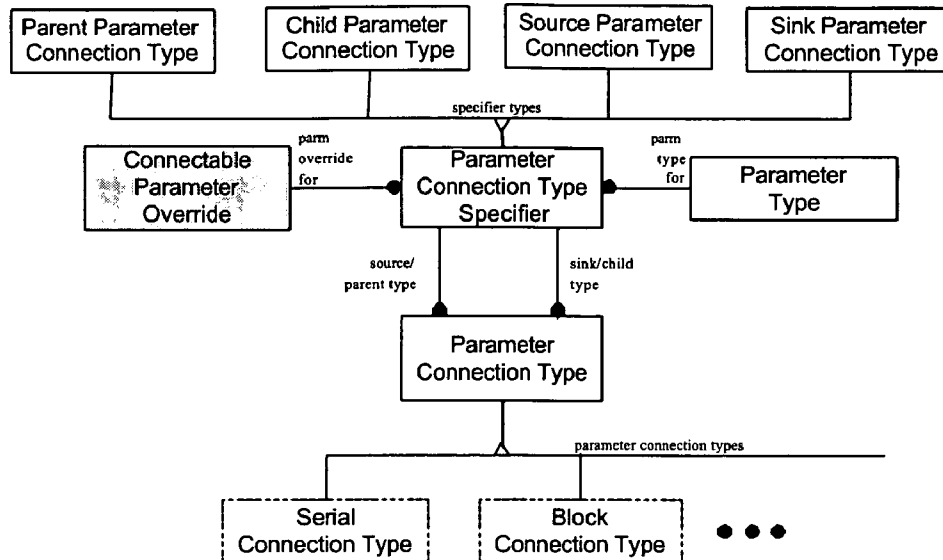 Parent Parameter
Connection Type
Child Parameter
Connection Type
Source Parameter
Connection Type
Sink Parameter
Connection Type
specifier types
parm
override
for
parm
type
for
Connectable
Parameter
Override
Parameter
Connection Type
Specifier
Parameter
Type
source/
parent type
sink/child
type
Parameter
Connection Type
parameter connection types
Serial
Connection Type
Block
Connection Type